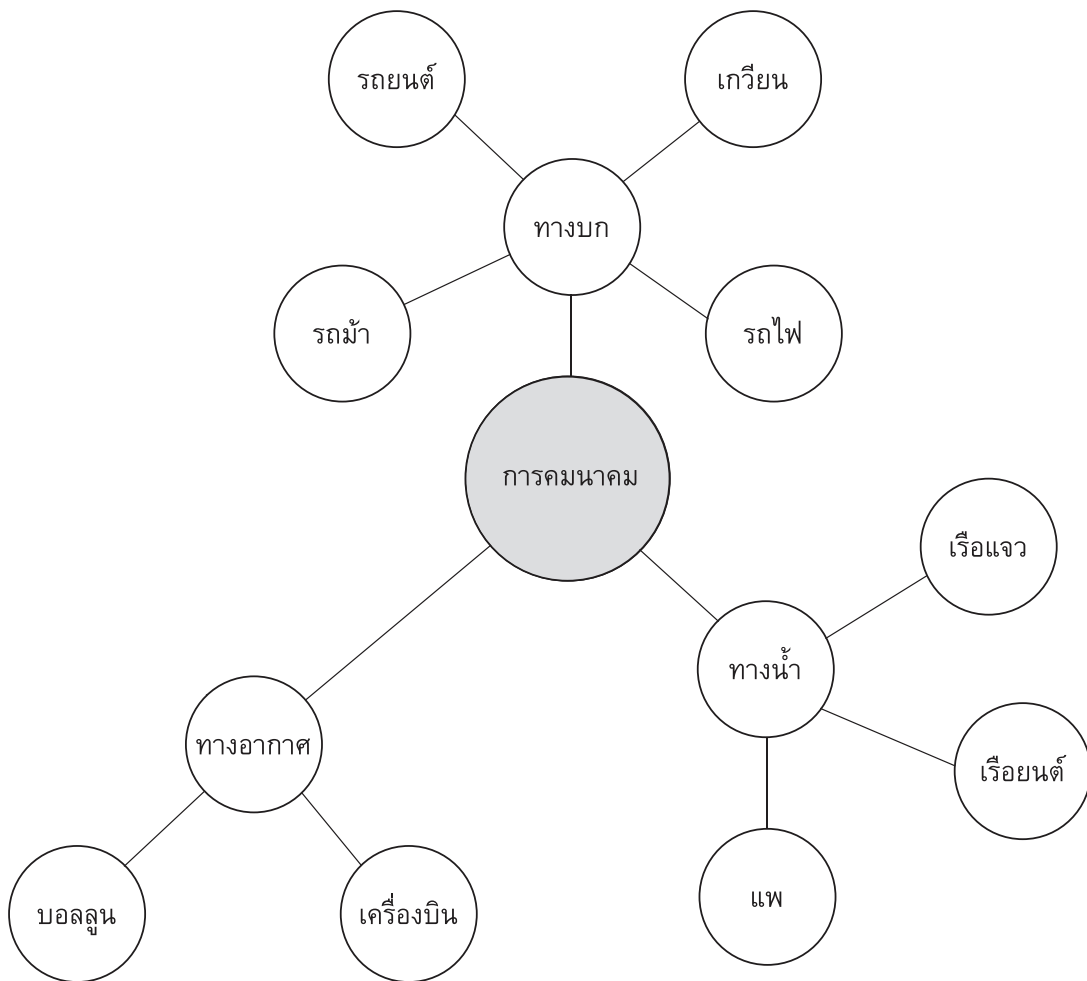 รถยนต์
เกวียน
ทางบก
รถม้า
รถไฟ
การคมนาคม
เรือแจว
ทางน้ำ
ทางอากาศ
เรือยนต์
แพ
บอลลูน
เครื่องบิน